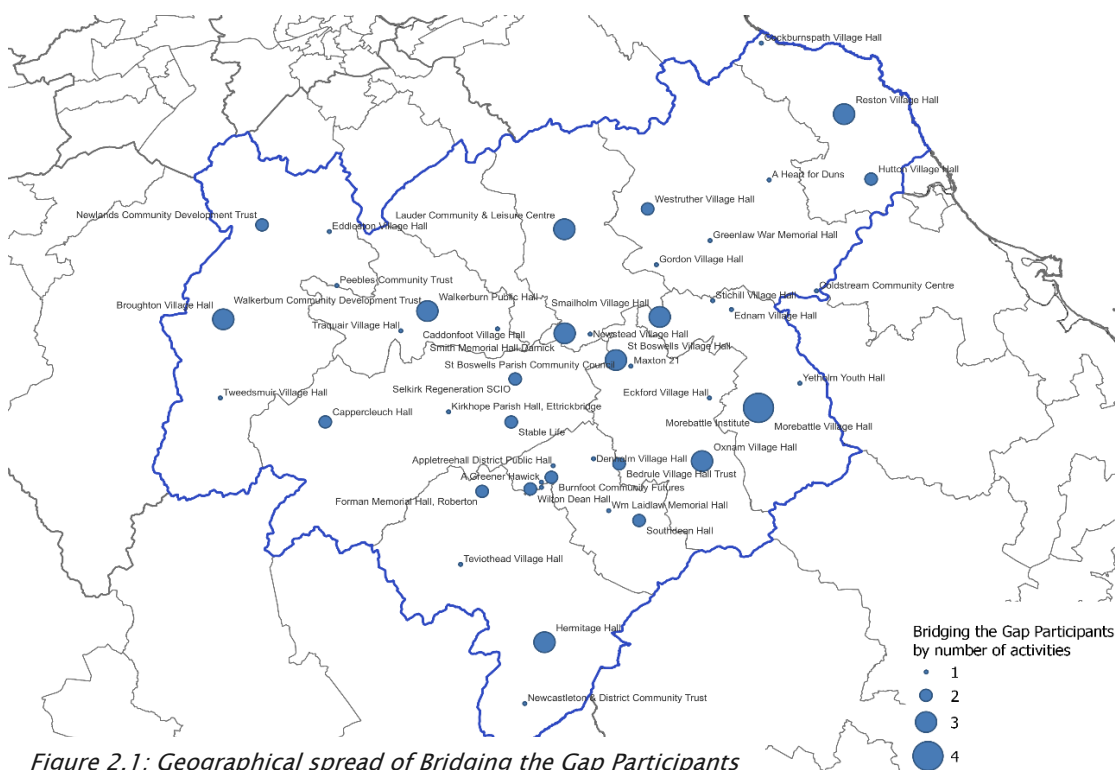 Cockburnspath Village Hall
Reston Village Hall
Hutton Village Hall
A Heart for Duns
Westruther Village Hall
Newlands Community Development Trust
Lauder Community & Leisure Centre
Eddleston Village Hall
Greenlaw War Memorial Hall
Gordon Village Hall
Peebles Community Trust
Coldstream Community Centre
Walkerburn Community Development Trust
Walkerburn Public Hall
Stichill Village Hall
Broughton Village Hall
Smailholm Village Hall
Ednam Village Hall
Traquair Village Hall
Caddonfoot Village Hall
Newstead Village Hall
Smith Memorial Hall Darnick
St Boswells Village Hall
St Boswells Parish Community Council
Maxton 21
Selkirk Regeneration SCIO
Yetholm Youth Hall
Tweedsmuir Village Hall
Eckford Village Hall
Kirkhope Parish Hall, Ettrickbridge
Cappercleuch Hall
Stable Life
Morebattle Institute
Morebattle Village Hall
Oxnam Village Hall
Denholm Village Hall
Appletreehall District Public Hall
Bedrule Village Hall Trust
A Greener Hawick
Burnfoot Community Futures
Forman Memorial Hall, Roberton
Wilton Dean Hall
Wm Laidlaw Memorial Hall
Southdean Hall
Teviothead Village Hall
Hermitage Hall
Newcastleton & District Community Trust
Bridging the Gap Participants
by number of activities
1
2
3
4
Figure 2.1: Geographical spread of Bridging the Gap Participants